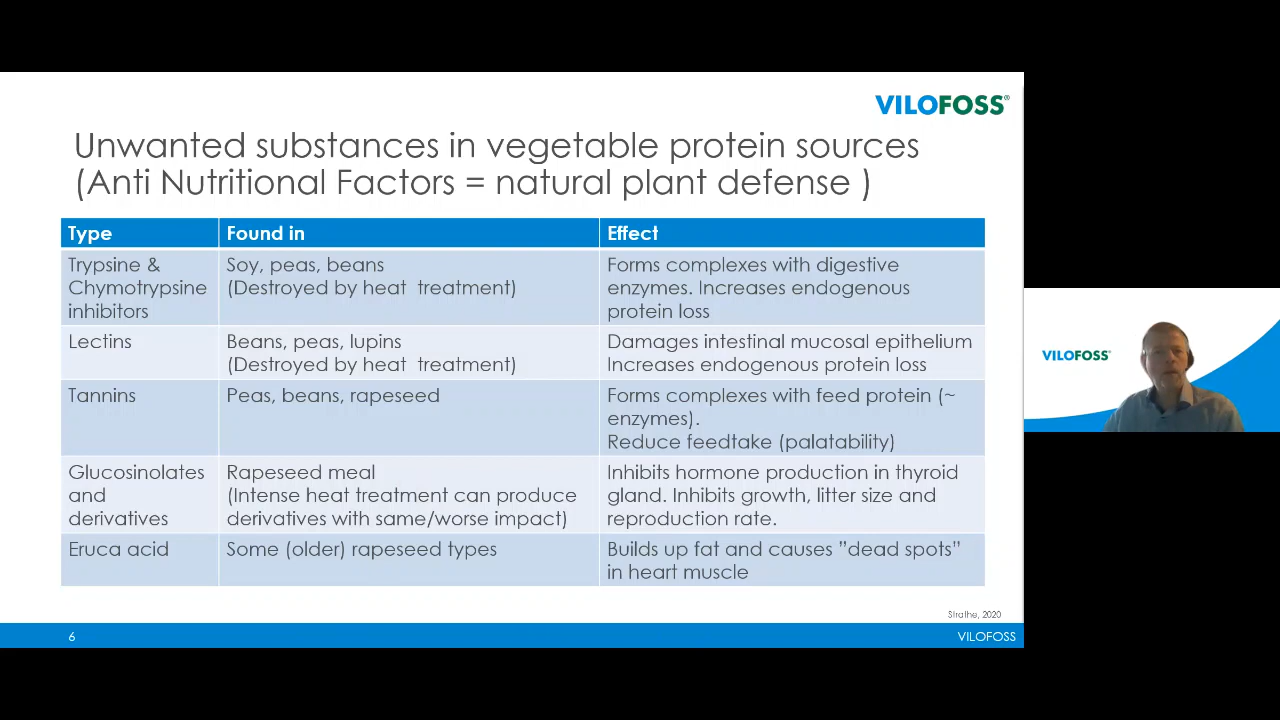 VILOFOSS®
Unwanted substances in vegetable protein sources
(Anti Nutritional Factors = natural plant defense )
Type
Found in
Effect
Trypsine &
Chymotrypsine
inhibitors
Soy, peas, beans
(Destroyed by heat treatment)
Forms complexes with digestive
enzymes. Increases endogenous
protein loss
Lectins
Beans, peas, lupins
(Destroyed by heat treatment)
Damages intestinal mucosal epithelium
Increases endogenous protein loss
Tannins
Peas, beans, rapeseed
Forms complexes with feed protein (~
enzymes).
Reduce feedtake (palatability)
Glucosinolates
and
derivatives
Rapeseed meal
(Intense heat treatment can produce
derivatives with same/worse impact)
Inhibits hormone production in thyroid
gland. Inhibits growth, litter size and
reproduction rate.
Eruca acid
Some (older) rapeseed types
Builds up fat and causes ”dead spots”
in heart muscle
Strathe, 2020
6
VILOFOSS
VILOFOSS®